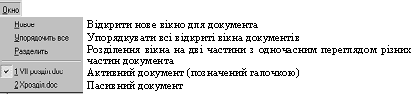 Окно
Новое Відкрити нове вікно для документа
Упорядочить все Упорядкувати всі відкриті вікна документів
Разделить Розділення вікна на дві частини з одночасним переглядом різних
частин документа
1 VII розділ.doc Активний документ (позначений галочкою)
2 Xрозділ.doc Пасивний документ